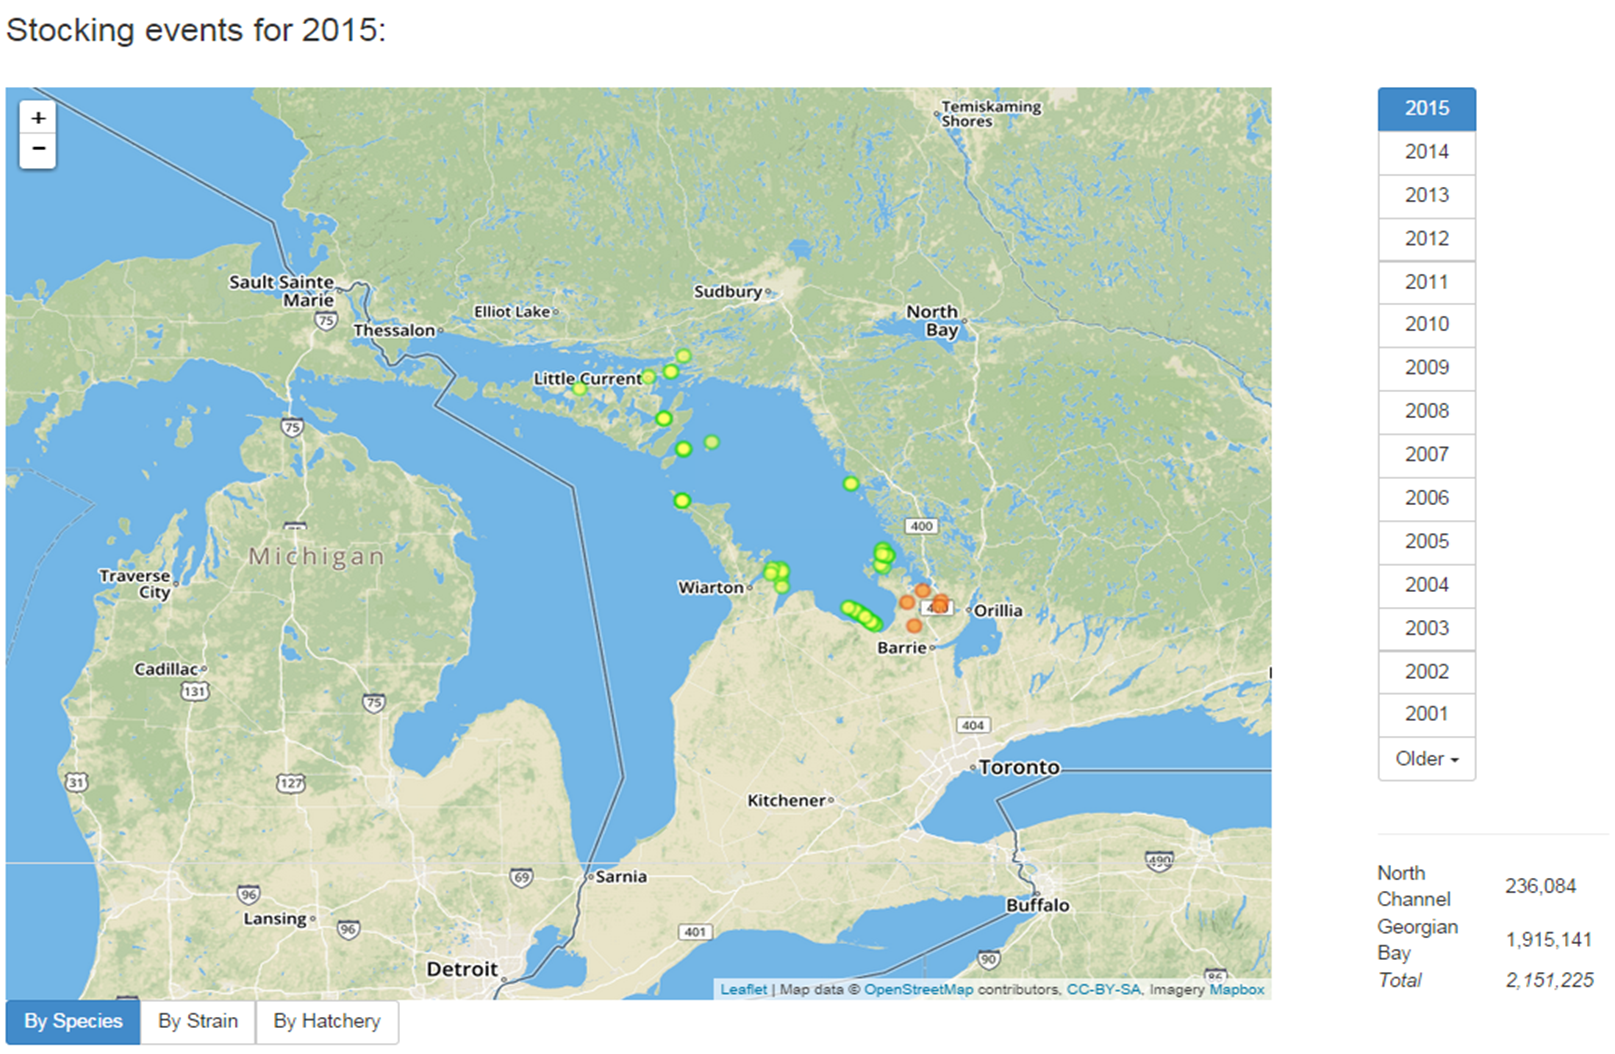 Stocking events for 2015:
+
−
Temiskaming
Shores
Sault Sainte
Marie
75
Thessalon
Elliot Lake
Sudbury
North
Bay
Little Current
75
400
Michigan
Traverse
City
Wiarton
Orillia
Barrie
Cadillac
131
75
404
31
127
Toronto
Kitchener
69
Sarnia
490
96
Lansing
96
401
Buffalo
Detroit
90
86
Leaflet | Map data © OpenStreetMap contributors, CC-BY-SA, Imagery Mapbox
By Species
By Strain
By Hatchery
2015
2014
2013
2012
2011
2010
2009
2008
2007
2006
2005
2004
2003
2002
2001
Older
North
Channel 236,084
Georgian
Bay 1,915,141
Total 2,151,225